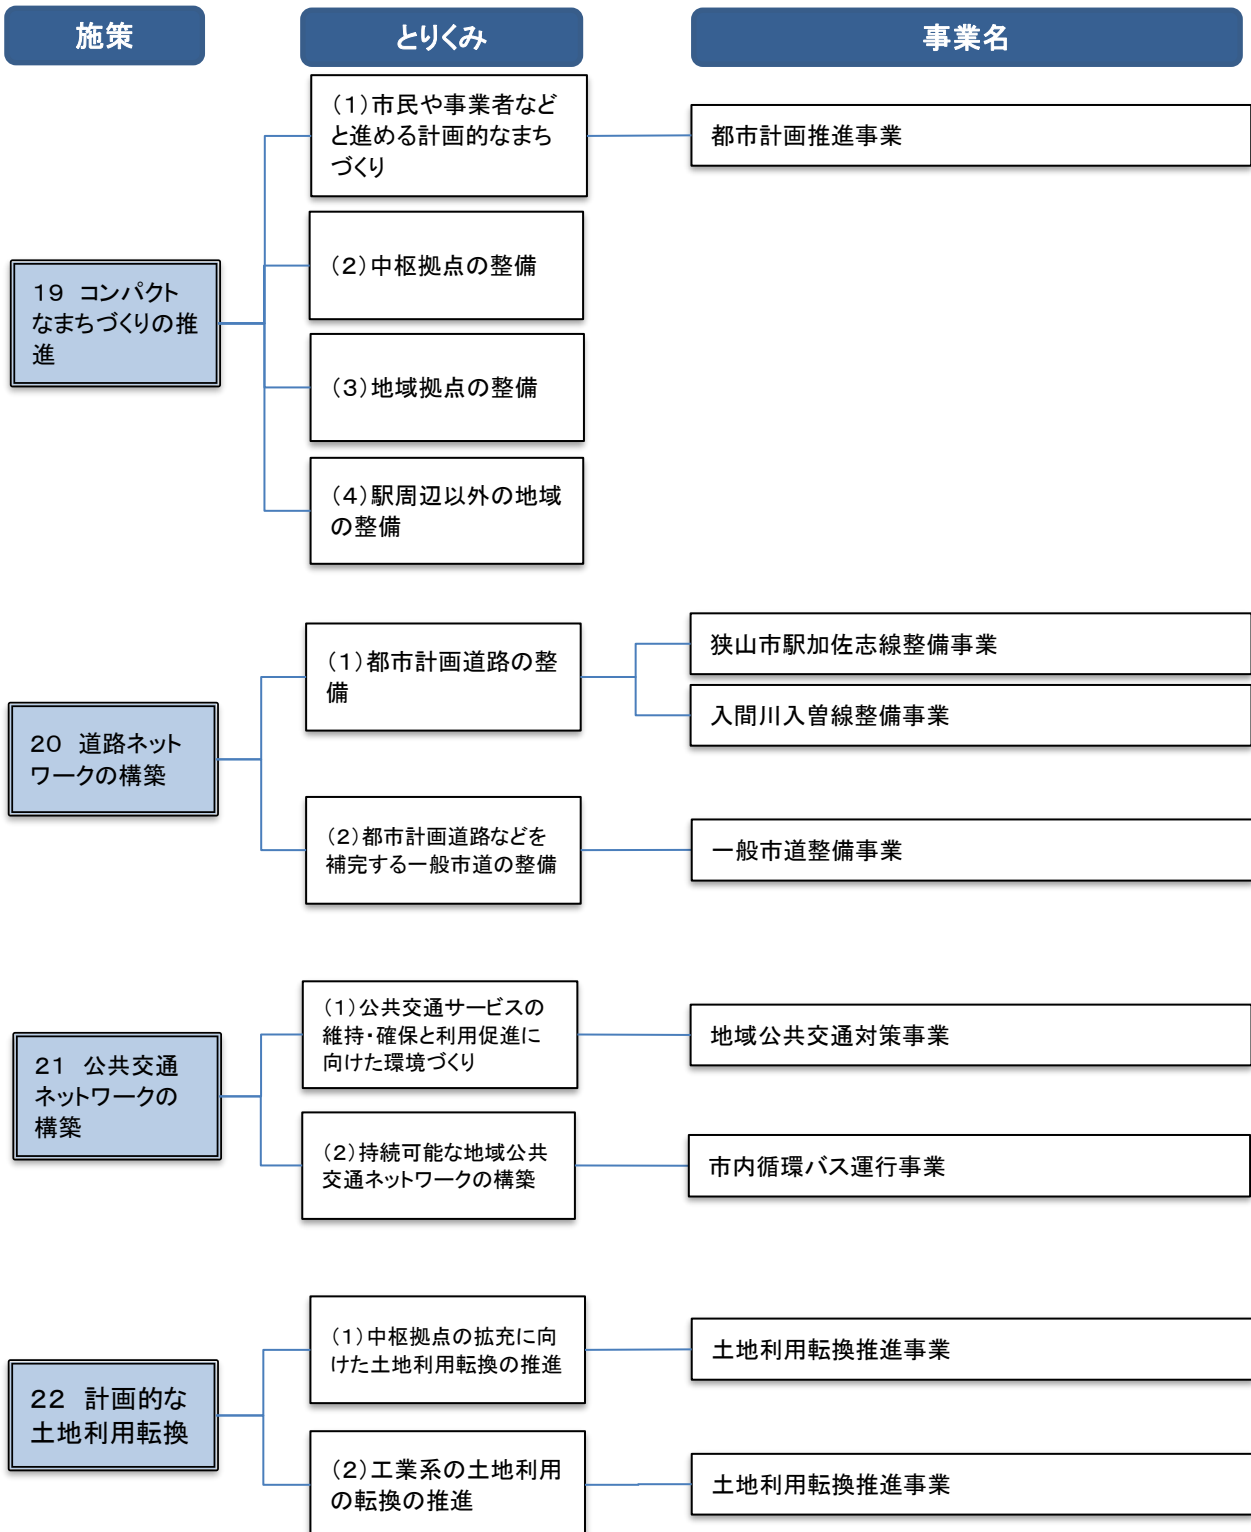 施策
とりくみ
事業名
19 コンパクト
なまちづくりの推
進
(1)市民や事業者など
と進める計画的なまち
づくり
都市計画推進事業
(2)中枢拠点の整備
(3)地域拠点の整備
(4)駅周辺以外の地域
の整備
20 道路ネット
ワークの構築
(1)都市計画道路の整
備
狭山市駅加佐志線整備事業
入間川入曽線整備事業
(2)都市計画道路などを
補完する一般市道の整備
一般市道整備事業
21 公共交通
ネットワークの
構築
(1)公共交通サービスの
維持・確保と利用促進に
向けた環境づくり
地域公共交通対策事業
(2)持続可能な地域公共
交通ネットワークの構築
市内循環バス運行事業
22 計画的な
土地利用転換
(1)中枢拠点の拡充に向
けた土地利用転換の推進
土地利用転換推進事業
(2)工業系の土地利用
の転換の推進
土地利用転換推進事業